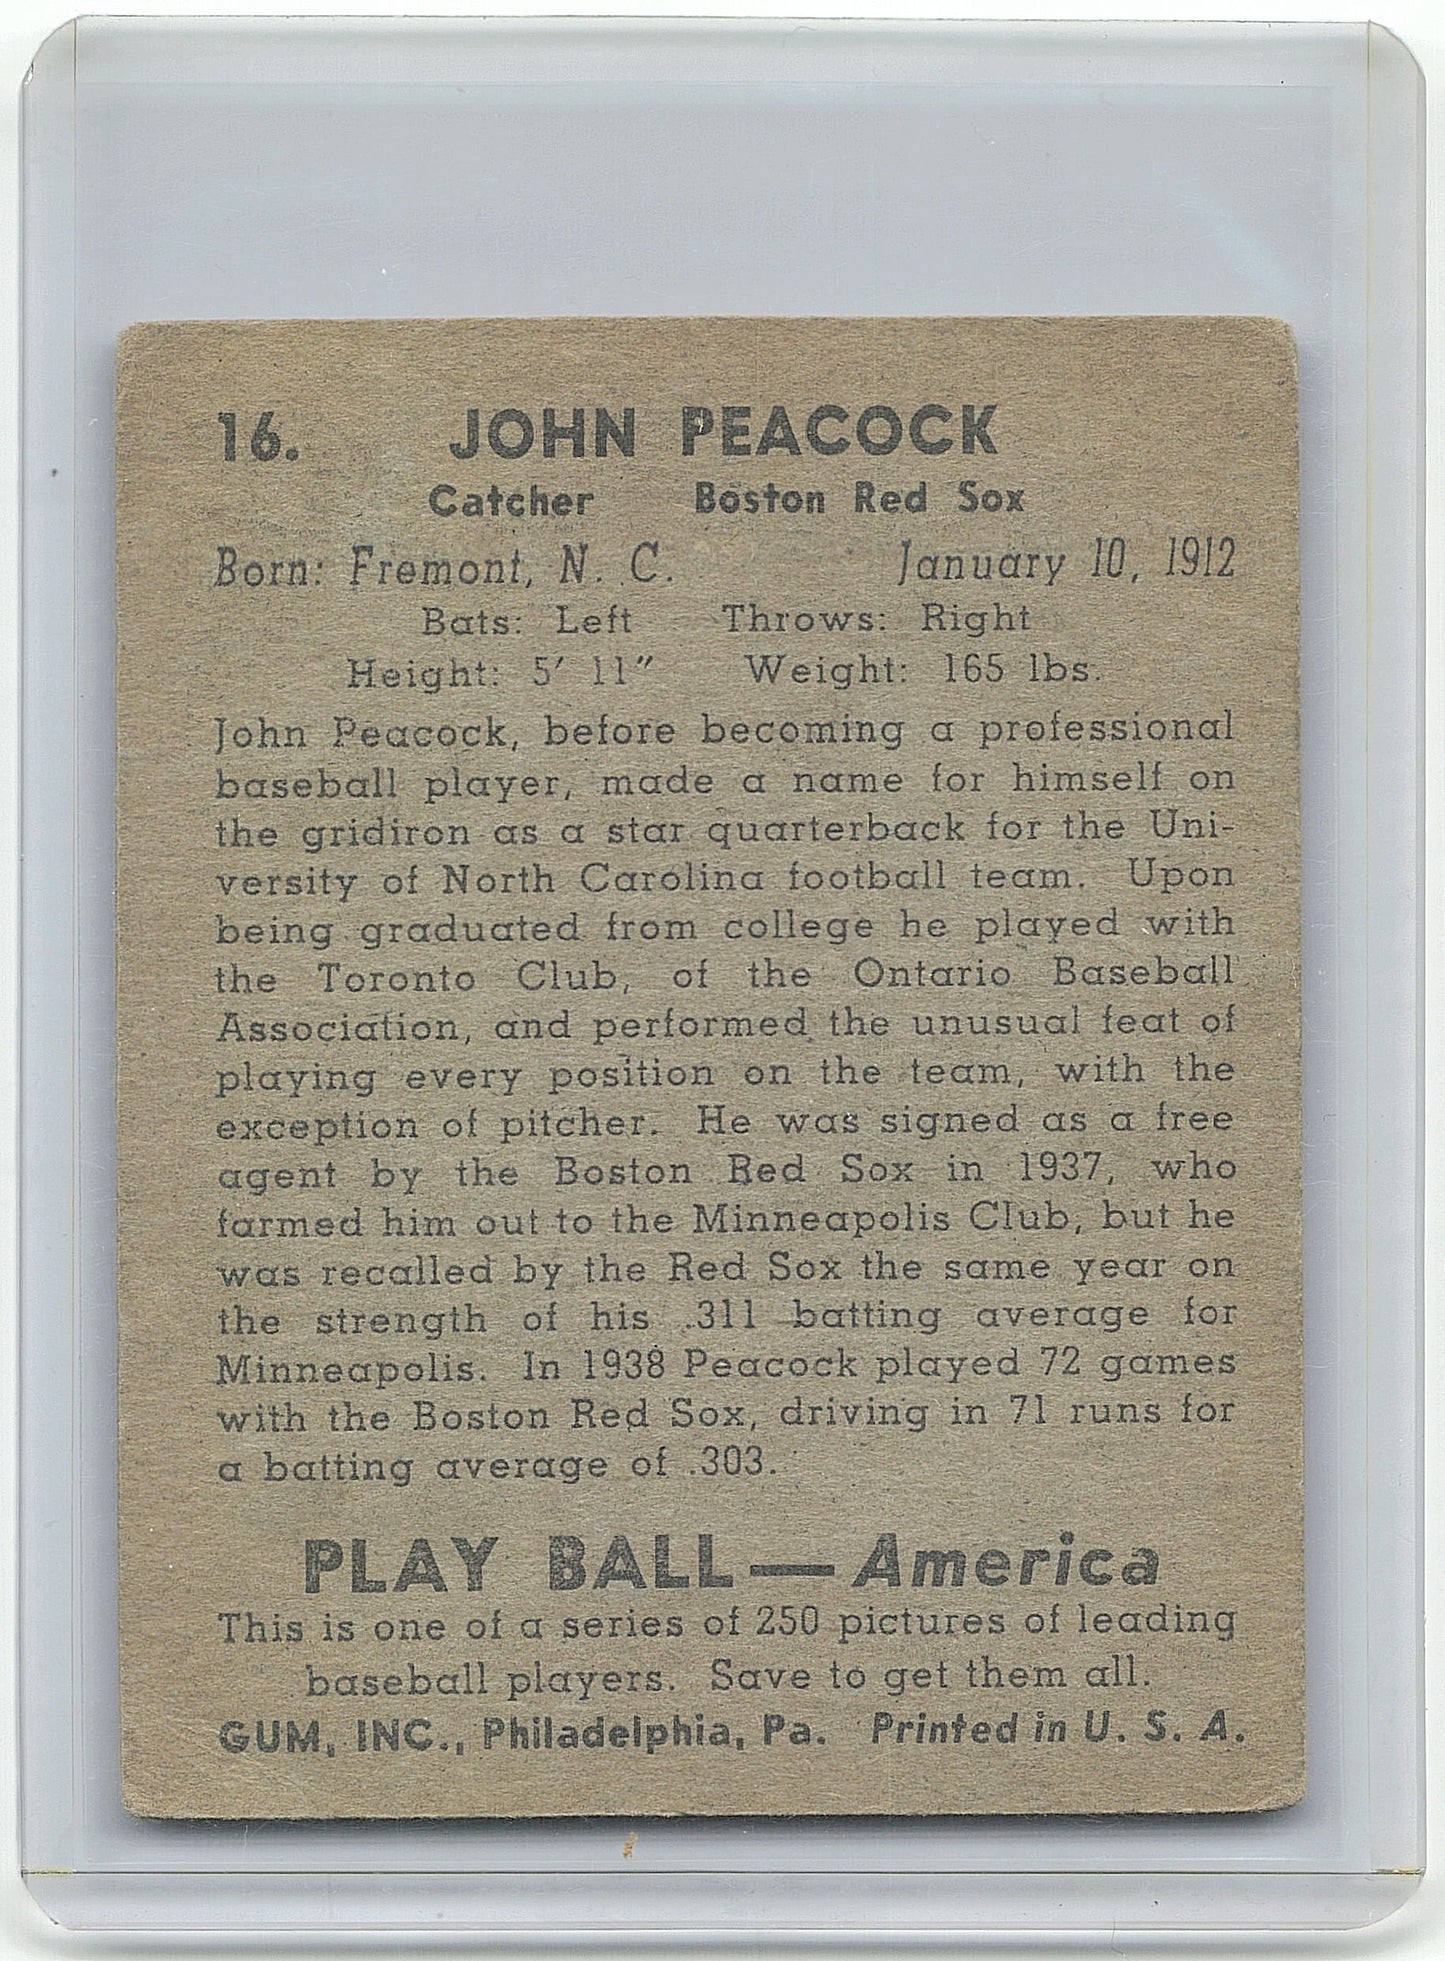 16. JOHN PEACOCK
Catcher Boston Red Sox
Born: Fremont, N. C. January 10, 1912
Bats: Left Throws: Right
Height: 5′ 11″ Weight: 165 lbs.
John Peacock, before becoming a professional
baseball player, made a name for himself on
the gridiron as a star quarterback for the Uni-
versity of North Carolina football team. Upon
being graduated from college he played with
the Toronto Club, of the Ontario Baseball
Association, and performed the unusual feat of
playing every position on the team, with the
exception of pitcher. He was signed as a free
agent by the Boston Red Sox in 1937, who
farmed him out to the Minneapolis Club, but he
was recalled by the Red Sox the same year on
the strength of his .311 batting average for
Minneapolis. In 1938 Peacock played 72 games
with the Boston Red Sox, driving in 71 runs for
a batting average of .303.
PLAY BALL—America
This is one of a series of 250 pictures of leading
baseball players. Save to get them all.
GUM, INC., Philadelphia, Pa. Printed in U. S. A.